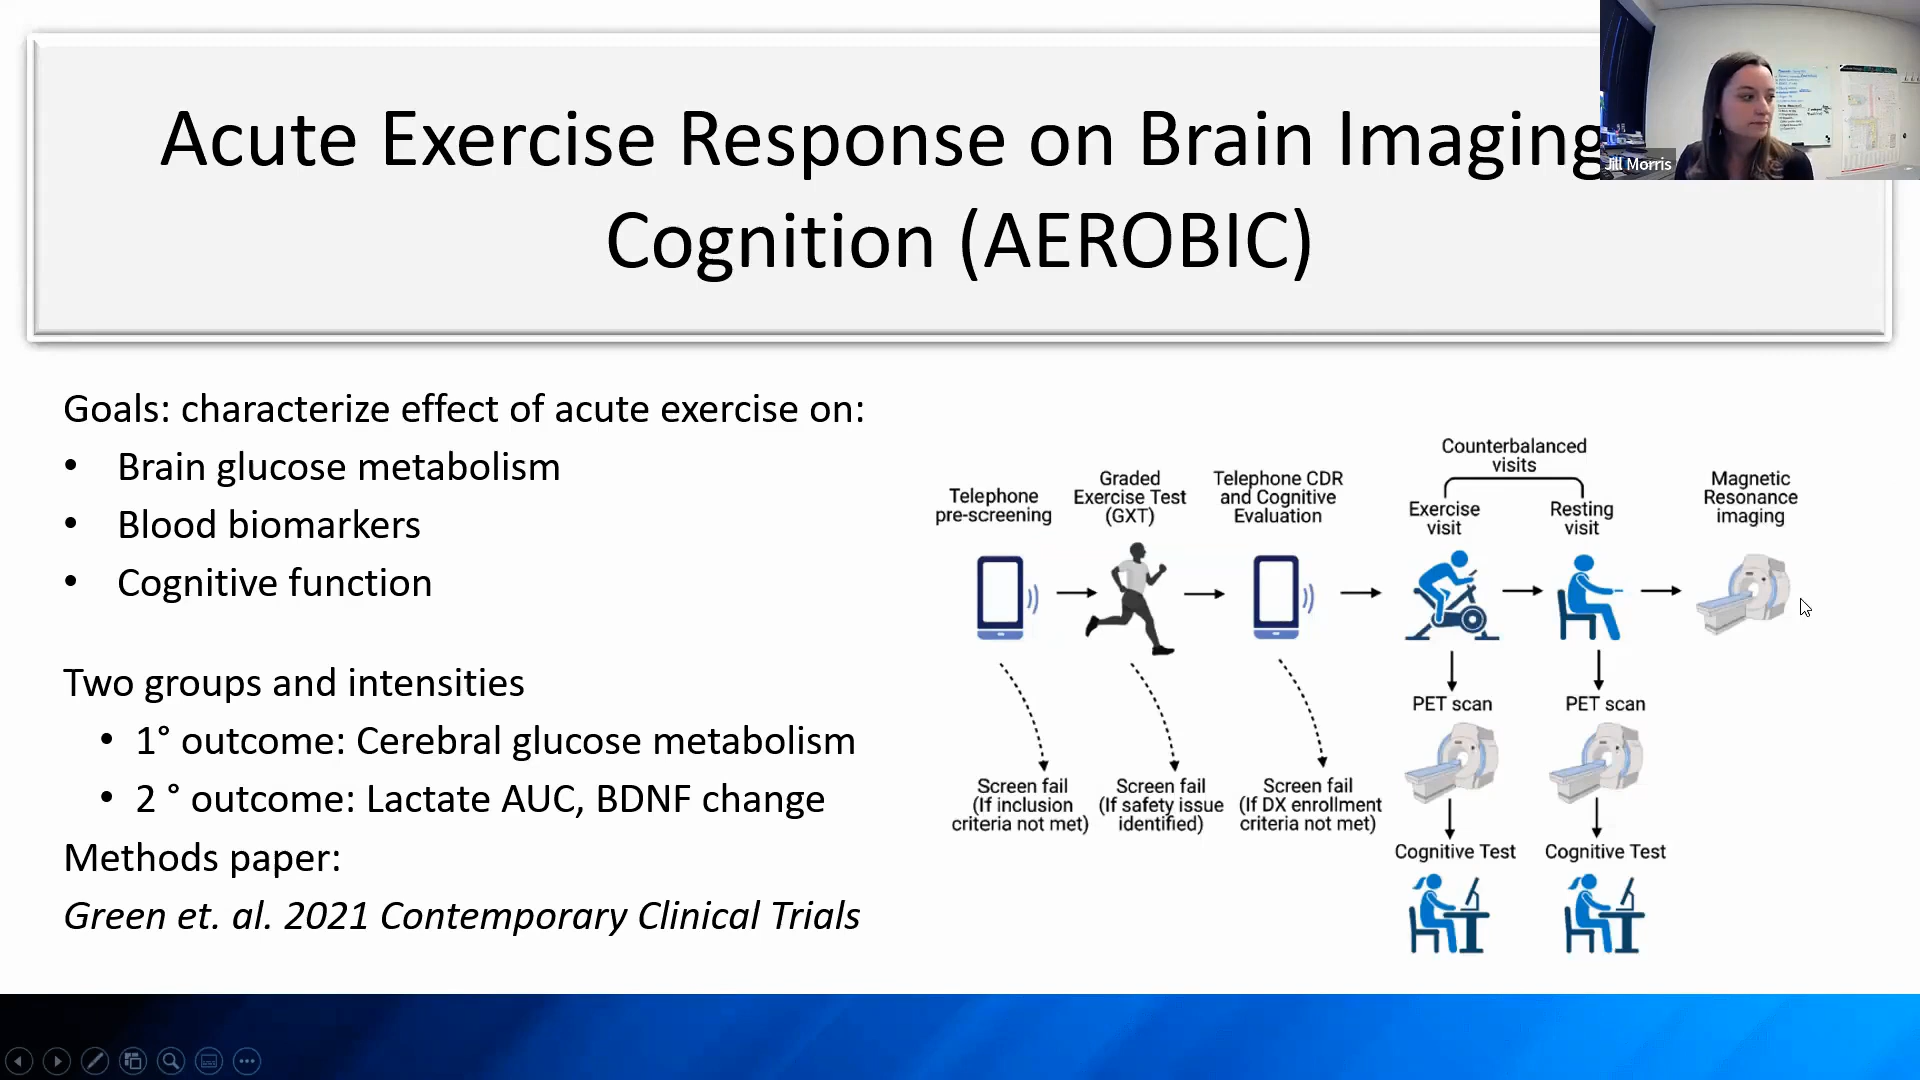 Acute Exercise Response on Brain Imaging
Cognition (AEROBIC)
Jill Morris
Goals: characterize effect of acute exercise on:
• Brain glucose metabolism
• Blood biomarkers
• Cognitive function
Two groups and intensities
• 1° outcome: Cerebral glucose metabolism
• 2 ° outcome: Lactate AUC, BDNF change
Methods paper:
Green et. al. 2021 Contemporary Clinical Trials
Telephone
pre-screening
Graded
Exercise Test
(GXT)
Telephone CDR
and Cognitive
Evaluation
Counterbalanced
visits
Exercise
visit
Resting
visit
Magnetic
Resonance
imaging
Screen fail
(If inclusion
criteria not met)
Screen fail
(If safety issue
identified)
Screen fail
(If DX enrollment
criteria not met)
PET scan
PET scan
Cognitive Test
Cognitive Test